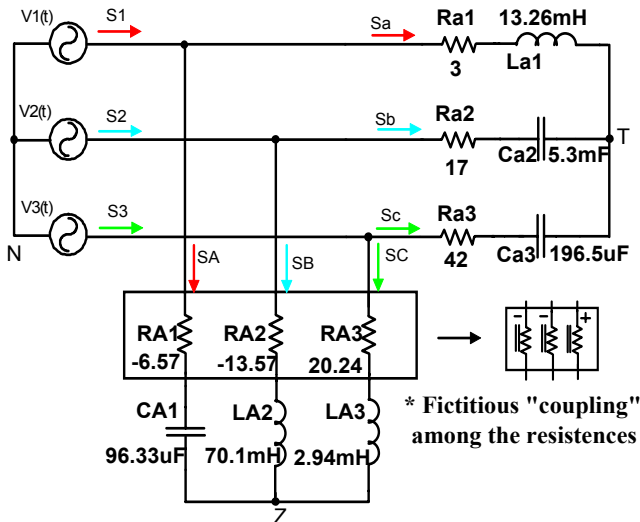 V1(t)
S1
Sa
Ra1
13.26mH
3
La1
V2(t)
S2
Sb
Ra2
T
17
Ca2
5.3mF
V3(t)
S3
Sc
Ra3
N
42
Ca3
196.5uF
SA
SB
SC
RA1
RA2
RA3
-6.57
-13.57
20.24
- - +
CA1
LA2
LA3
* Fictitious "coupling"
among the resistences
96.33uF
70.1mH
2.94mH
Z